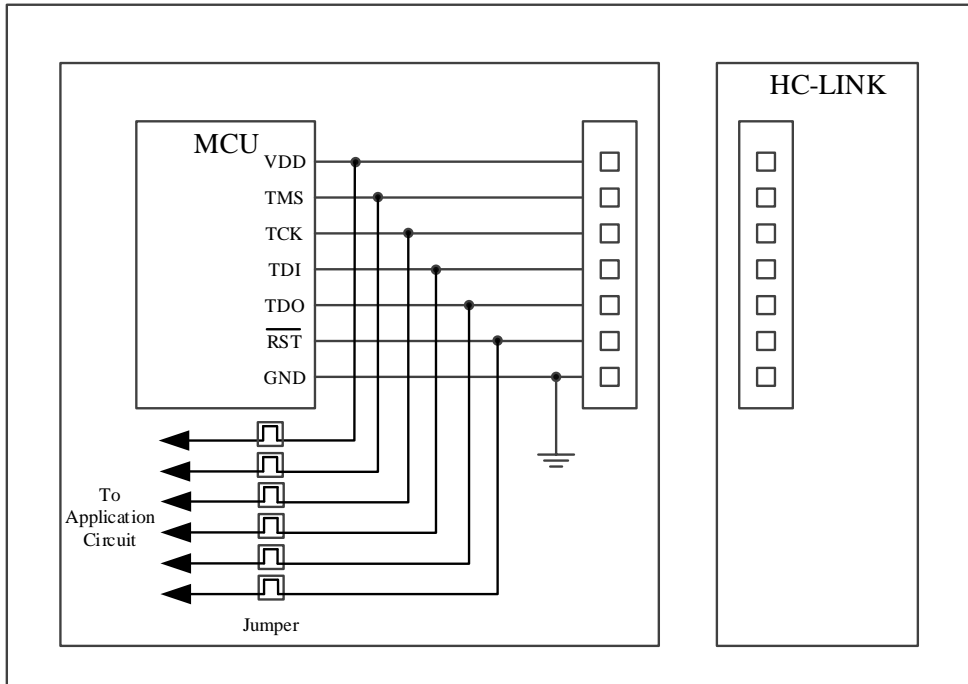 HC-LINK
MCU
VDD
TMS
TCK
TDI
TDO
RST
GND
To
Application
Circuit
Jumper